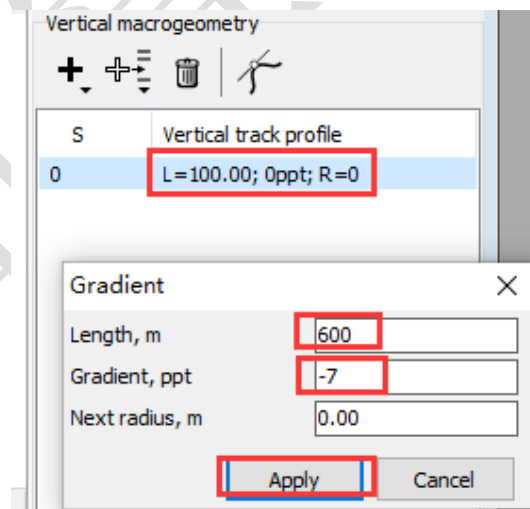 Vertical macrogeometry
S Vertical track profile
0 L=100.00; 0ppt; R=0
Gradient
Length, m 600
Gradient, ppt -7
Next radius, m 0.00
Apply Cancel